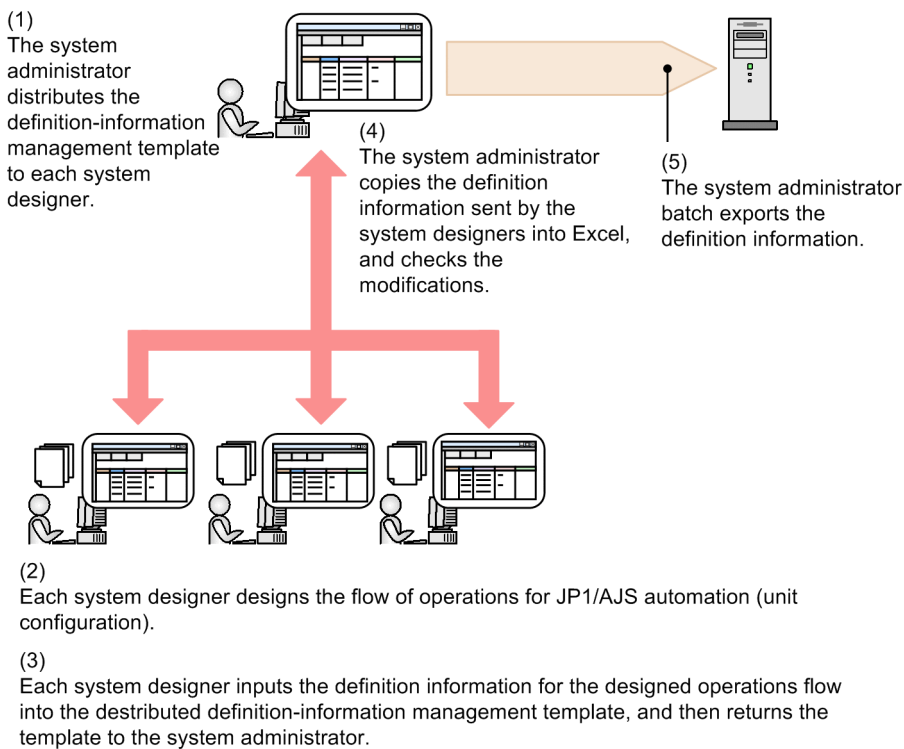 (1)
The system
administrator
distributes the
definition-information
management template
to each system
designer.
(4)
The system administrator
copies the definition
information sent by the
system designers into Excel,
and checks the
modifications.
(5)
The system administrator
batch exports the
definition information.
(2)
Each system designer designs the flow of operations for JP1/AJS automation (unit
configuration).
(3)
Each system designer inputs the definition information for the designed operations flow
into the destributed definition-information management template, and then returns the
template to the system administrator.